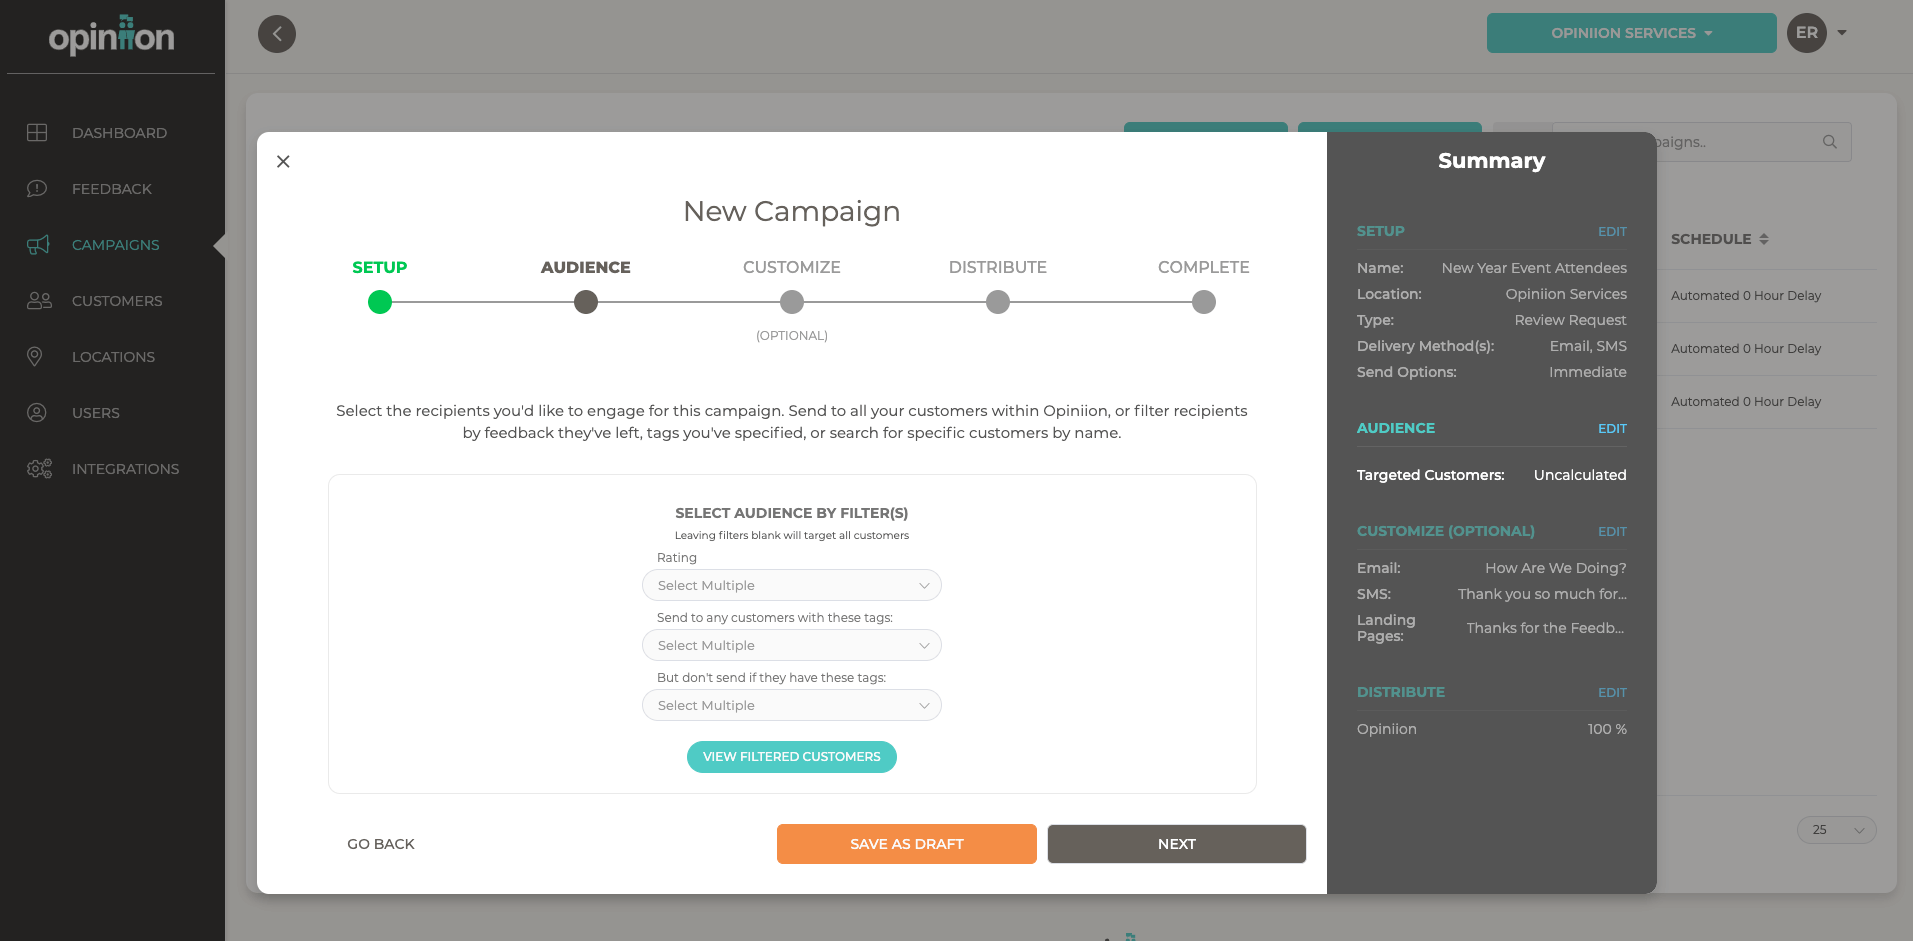 opiniion
OPINIION SERVICES
ER
DASHBOARD
FEEDBACK
CAMPAIGNS
CUSTOMERS
LOCATIONS
USERS
INTEGRATIONS
New Campaign
SETUP
AUDIENCE
CUSTOMIZE
DISTRIBUTE
COMPLETE
(OPTIONAL)
Select the recipients you'd like to engage for this campaign. Send to all your customers within Opiniion, or filter recipients
by feedback they've left, tags you've specified, or search for specific customers by name.
SELECT AUDIENCE BY FILTER(S)
Leaving filters blank will target all customers
Rating
Select Multiple
Send to any customers with these tags:
Select Multiple
But don't send if they have these tags:
Select Multiple
VIEW FILTERED CUSTOMERS
GO BACK
SAVE AS DRAFT
NEXT
Summary
SETUP EDIT
Name: New Year Event Attendees
Location: Opiniion Services
Type: Review Request
Delivery Method(s): Email, SMS
Send Options: Immediate
AUDIENCE EDIT
Targeted Customers: Uncalculated
CUSTOMIZE (OPTIONAL) EDIT
Email: How Are We Doing?
SMS: Thank you so much for...
Landing
Pages: Thanks for the Feedb...
DISTRIBUTE EDIT
Opiniion 100 %
paigns..
SCHEDULE
Automated 0 Hour Delay
Automated 0 Hour Delay
Automated 0 Hour Delay
25